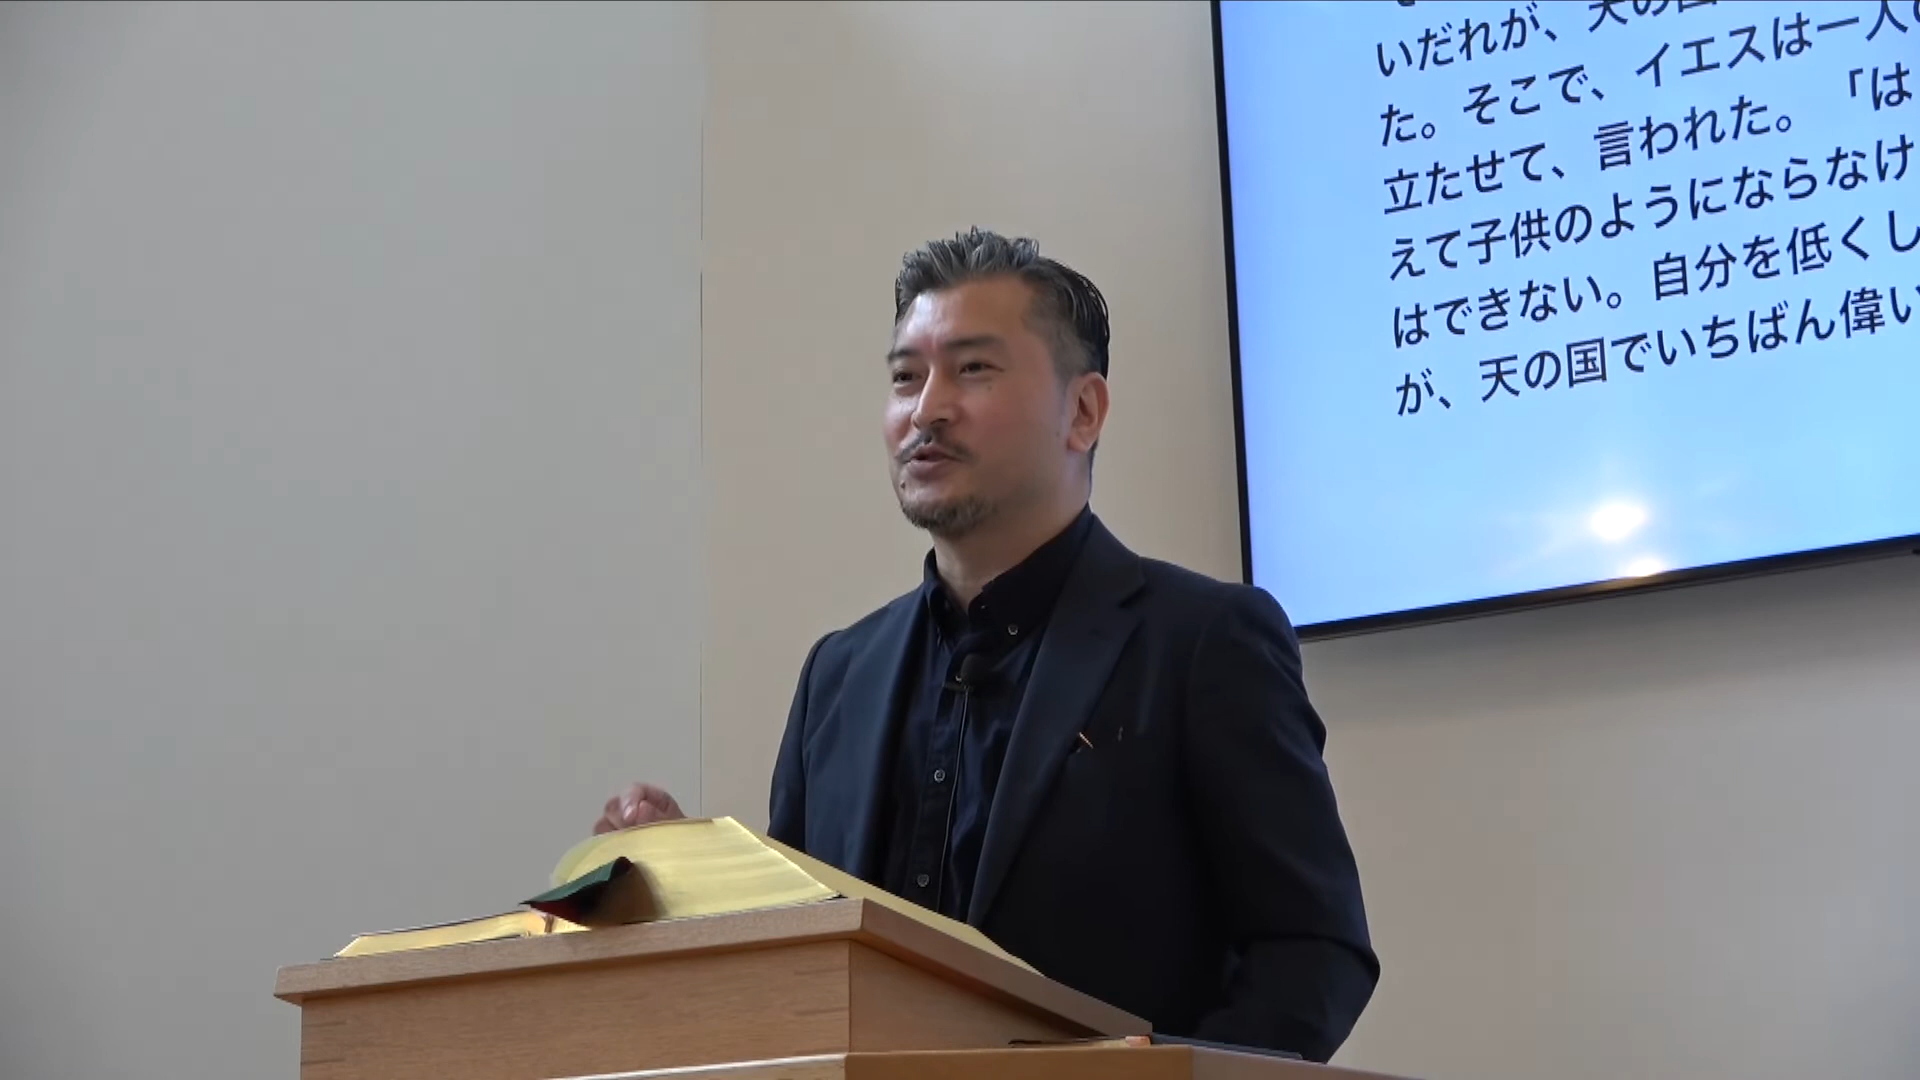 いだれが、天の国
た。そこで、イエスは一人の
立たせて、言われた。「は
えて子供のようにならなけ
はできない。自分を低くし
が、天の国でいちばん偉い